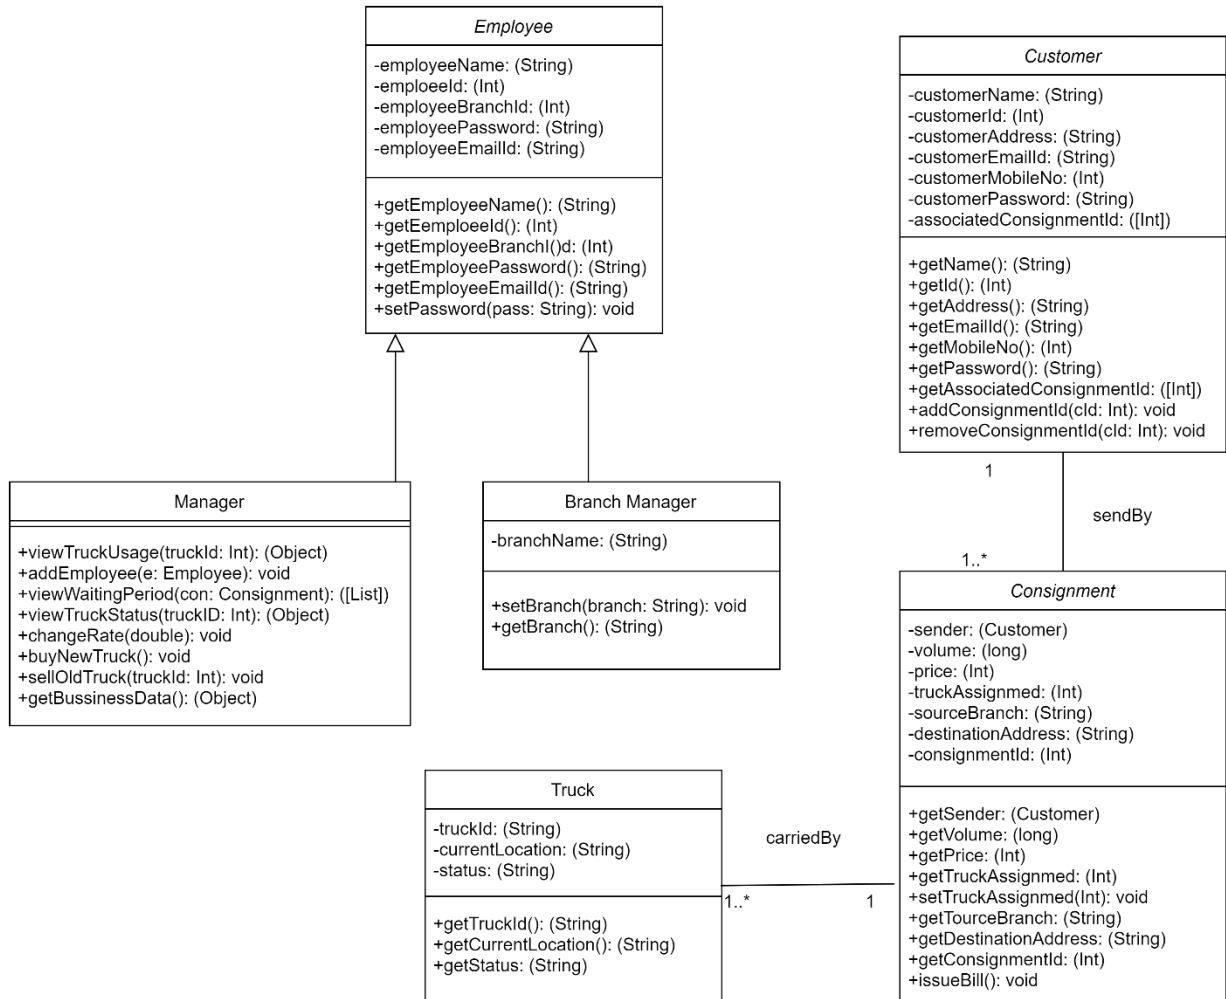 Employee
-employeeName: (String)
-emploeeId: (Int)
-employeeBranchId: (Int)
-employeePassword: (String)
-employeeEmailId: (String)
+getEmployeeName(): (String)
+getEemploeeId(): (Int)
+getEmployeeBranchI()d: (Int)
+getEmployeePassword(): (String)
+getEmployeeEmailId(): (String)
+setPassword(pass: String): void
Customer
-customerName: (String)
-customerId: (Int)
-customerAddress: (String)
-customerEmailId: (String)
-customerMobileNo: (Int)
-customerPassword: (String)
-associatedConsignmentId: ([Int])
+getName(): (String)
+getId(): (Int)
+getAddress(): (String)
+getEmailId(): (String)
+getMobileNo(): (Int)
+getPassword(): (String)
+getAssociatedConsignmentId: ([Int])
+addConsignmentId(cId: Int): void
+removeConsignmentId(cId: Int): void
1
sendBy
1..*
Manager
+viewTruckUsage(truckId: Int): (Object)
+addEmployee(e: Employee): void
+viewWaitingPeriod(con: Consignment): ([List])
+viewTruckStatus(truckID: Int): (Object)
+changeRate(double): void
+buyNewTruck(): void
+sellOldTruck(truckId: Int): void
+getBussinessData(): (Object)
Branch Manager
-branchName: (String)
+setBranch(branch: String): void
+getBranch(): (String)
Consignment
-sender: (Customer)
-volume: (long)
-price: (Int)
-truckAssignmed: (Int)
-sourceBranch: (String)
-destinationAddress: (String)
-consignmentId: (Int)
+getSender: (Customer)
+getVolume: (long)
+getPrice: (Int)
+getTruckAssignmed: (Int)
+setTruckAssignmed(Int): void
+getTourceBranch: (String)
+getDestinationAddress: (String)
+getConsignmentId: (Int)
+issueBill(): void
Truck
-truckId: (String)
-currentLocation: (String)
-status: (String)
+getTruckId(): (String)
+getCurrentLocation(): (String)
+getStatus: (String)
carriedBy
1..*
1